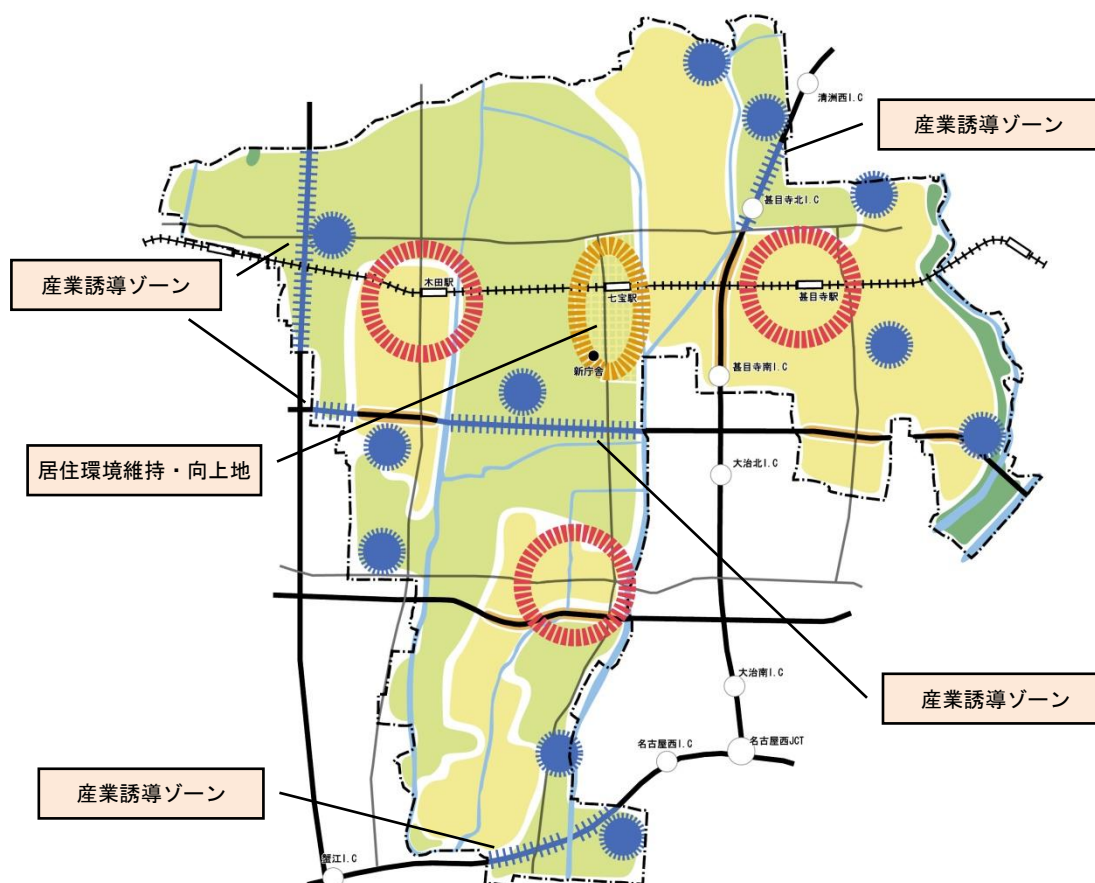 清洲西I.C
産業誘導ゾーン
甚目寺北I.C
産業誘導ゾーン
木田駅
七宝駅
甚目寺駅
新庁舎
甚目寺南I.C
居住環境維持・向上地
大治北I.C
大治南I.C
産業誘導ゾーン
名古屋西I.C
名古屋西JCT
産業誘導ゾーン
蟹江I.C